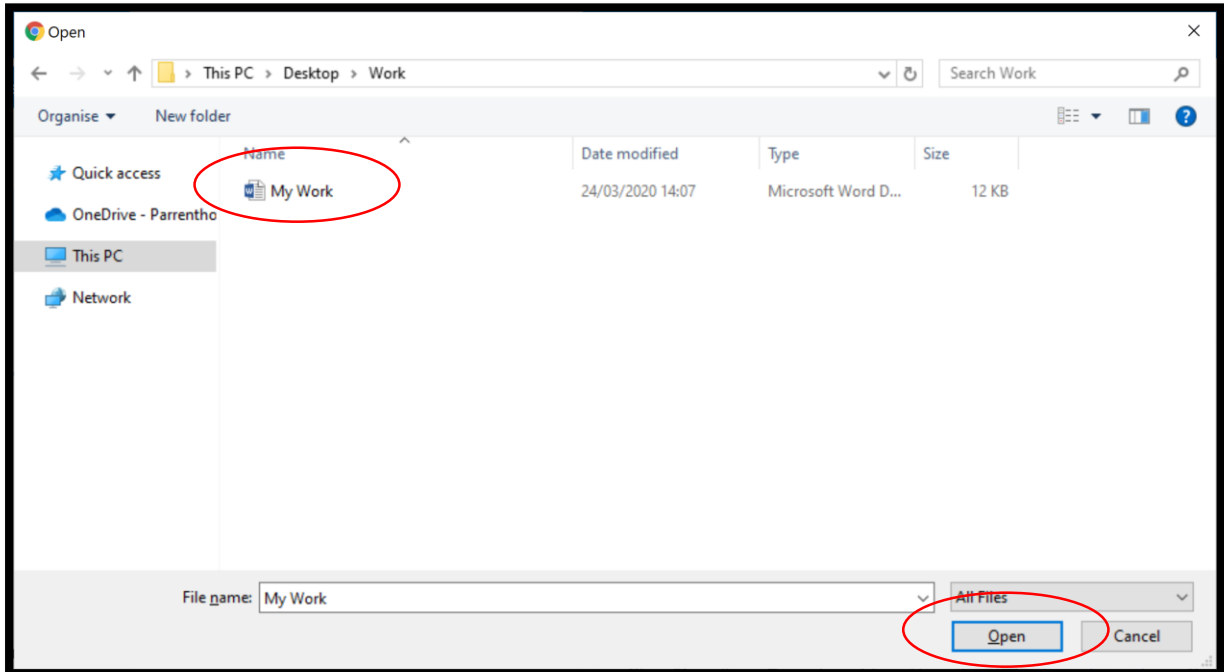 Open
This PC > Desktop > Work
Search Work
Organise
New folder
Name
Date modified
Type
Size
Quick access
My Work
24/03/2020 14:07
Microsoft Word D...
12 KB
OneDrive - Parrentho
This PC
Network
File name:
My Work
All Files
Open
Cancel